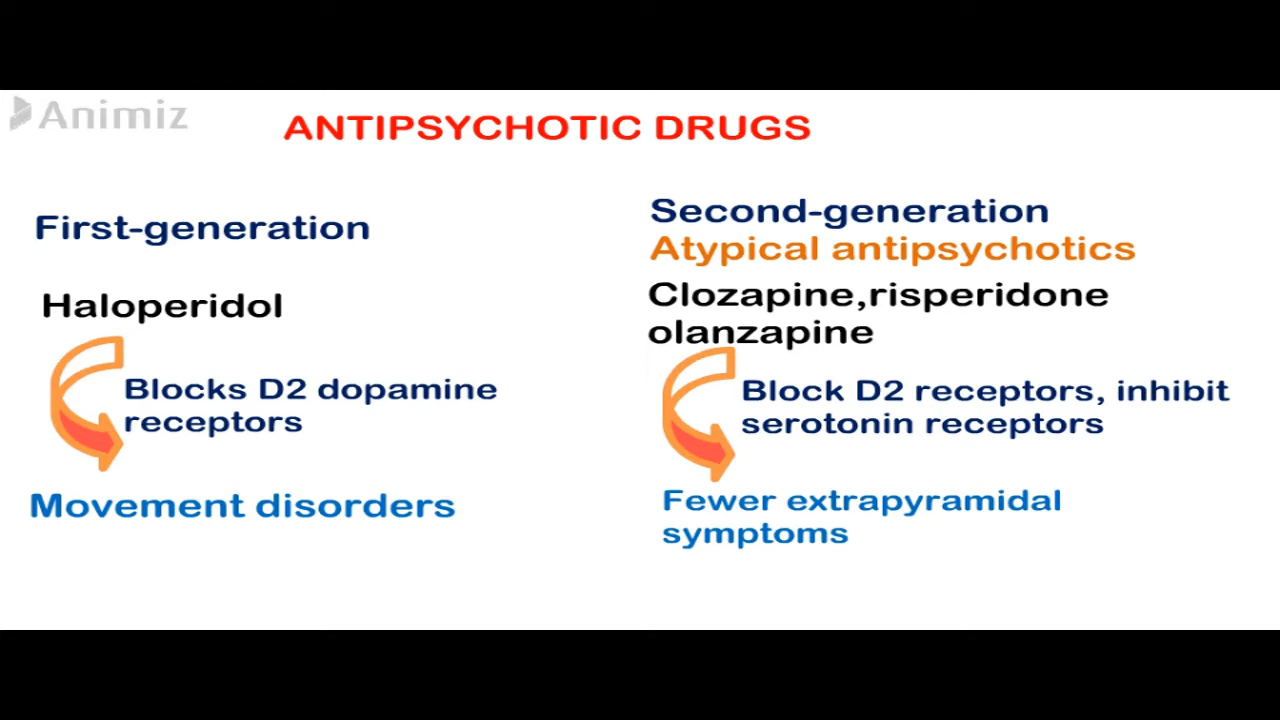 Animiz
ANTIPSYCHOTIC DRUGS
First-generation
Haloperidol
Blocks D2 dopamine
receptors
Movement disorders
Second-generation
Atypical antipsychotics
Clozapine,risperidone
olanzapine
Block D2 receptors, inhibit
serotonin receptors
Fewer extrapyramidal
symptoms